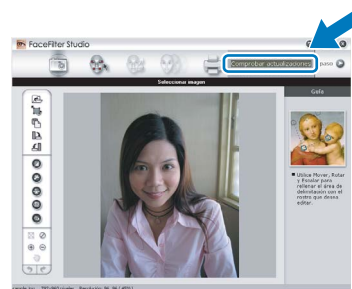 FaceFilter Studio
Comprobar actualizaciones
paso
Seleccionar imagen
Guía
Utilice Mover, Rotar
y Escalar para
rellenar el área de
delimitación con el
rostro que desea
editar.